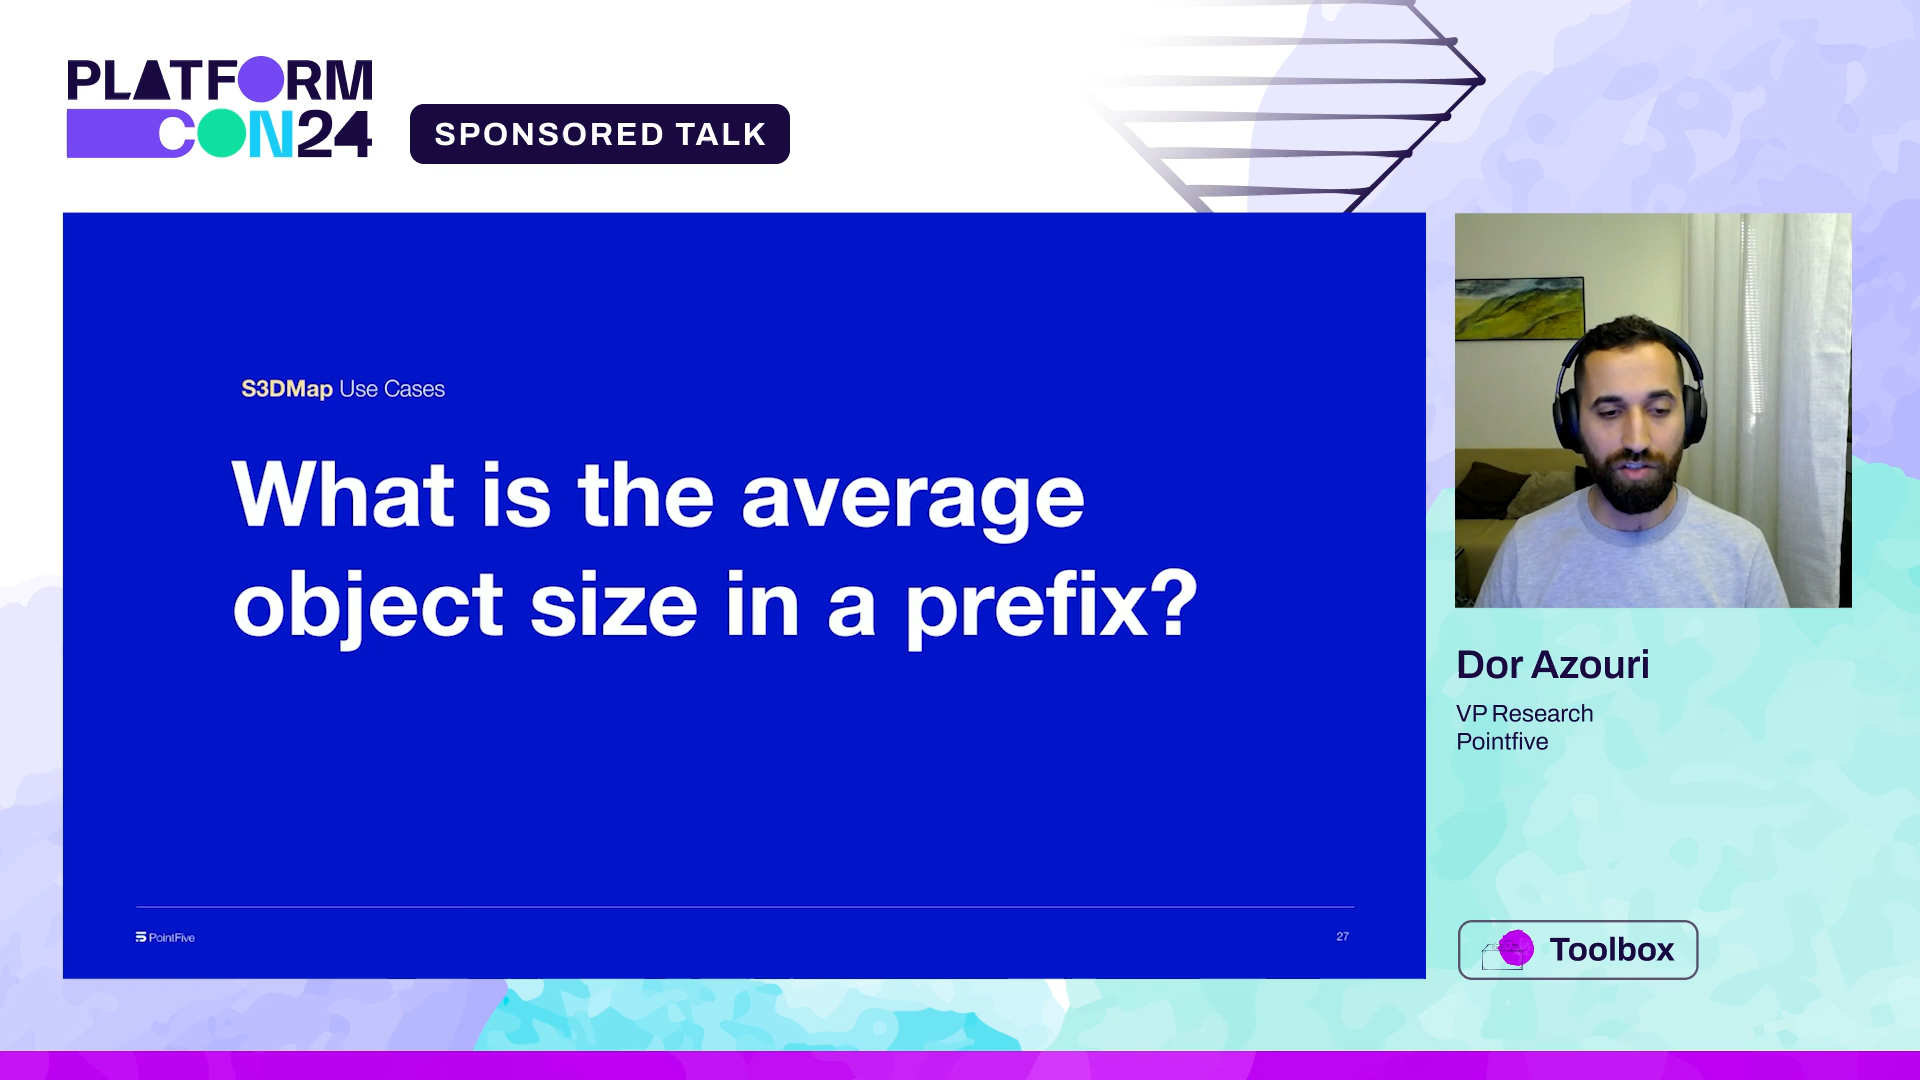 PLATFORM
CON24
SPONSORED TALK
S3DMap Use Cases
What is the average
object size in a prefix?
PointFive
27
Dor Azouri
VP Research
Pointfive
Toolbox